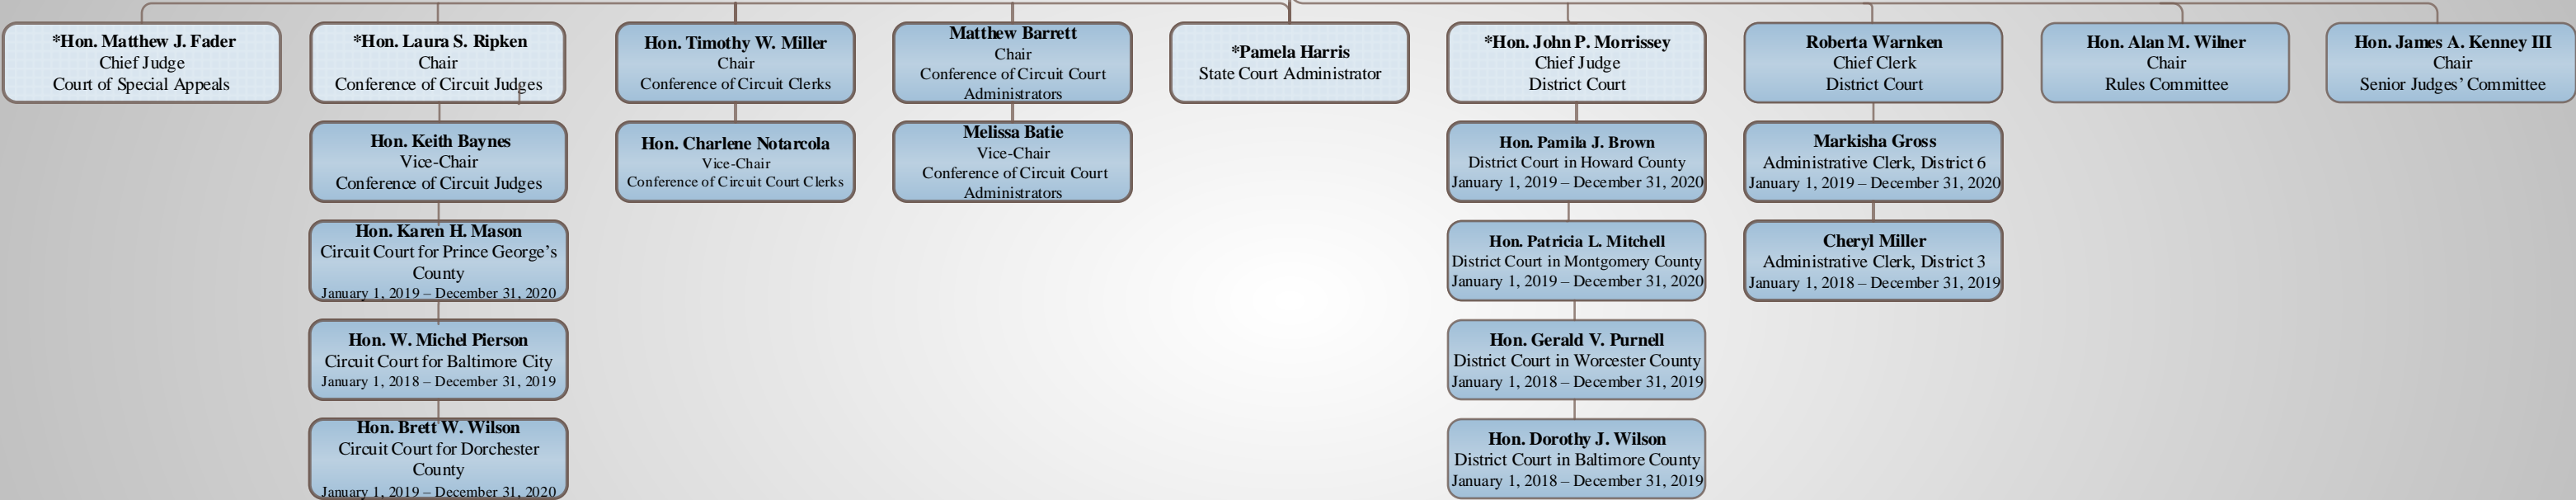 *Hon. Matthew J. Fader
Chief Judge
Court of Special Appeals
*Hon. Laura S. Ripken
Chair
Conference of Circuit Judges
Hon. Keith Baynes
Vice-Chair
Conference of Circuit Judges
Hon. Karen H. Mason
Circuit Court for Prince George’s
County
January 1, 2019 – December 31, 2020
Hon. W. Michel Pierson
Circuit Court for Baltimore City
January 1, 2018 – December 31, 2019
Hon. Brett W. Wilson
Circuit Court for Dorchester
County
January 1, 2019 – December 31, 2020
Hon. Timothy W. Miller
Chair
Conference of Circuit Clerks
Hon. Charlene Notarcola
Vice-Chair
Conference of Circuit Court Clerks
Matthew Barrett
Chair
Conference of Circuit Court
Administrators
Melissa Batie
Vice-Chair
Conference of Circuit Court
Administrators
*Pamela Harris
State Court Administrator
*Hon. John P. Morrissey
Chief Judge
District Court
Hon. Pamila J. Brown
District Court in Howard County
January 1, 2019 – December 31, 2020
Hon. Patricia L. Mitchell
District Court in Montgomery County
January 1, 2019 – December 31, 2020
Hon. Gerald V. Purnell
District Court in Worcester County
January 1, 2018 – December 31, 2019
Hon. Dorothy J. Wilson
District Court in Baltimore County
January 1, 2018 – December 31, 2019
Roberta Warnken
Chief Clerk
District Court
Markisha Gross
Administrative Clerk, District 6
January 1, 2019 – December 31, 2020
Cheryl Miller
Administrative Clerk, District 3
January 1, 2018 – December 31, 2019
Hon. Alan M. Wilner
Chair
Rules Committee
Hon. James A. Kenney III
Chair
Senior Judges’ Committee